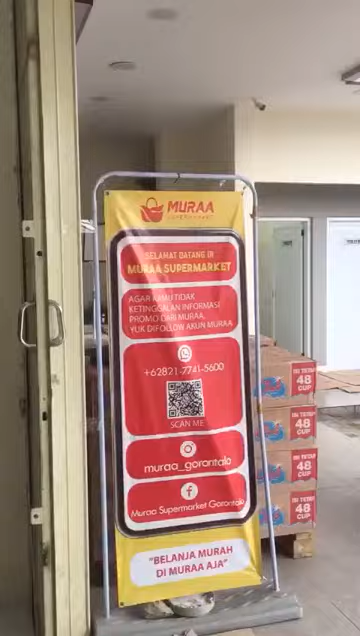 MURAA
SUPERMARKET
SELAMAT DATANG DI
MURAA SUPERMARKET
AGAR KAMU TIDAK
KETINGGALAN INFORMASI
PROMO DARI MURAA,
YUK DIFOLLOW AKUN MURAA
+62821-7741-5600
SCAN ME
muraa_gorontalo
Muraa Supermarket Gorontalo
"BELANJA MURAH
DI MURAA AJA"
ISI TETAP
48
CUP
ISI TETAP
48
CUP
ISI TETAP
48
CUP
ISI TETAP
48
CUP